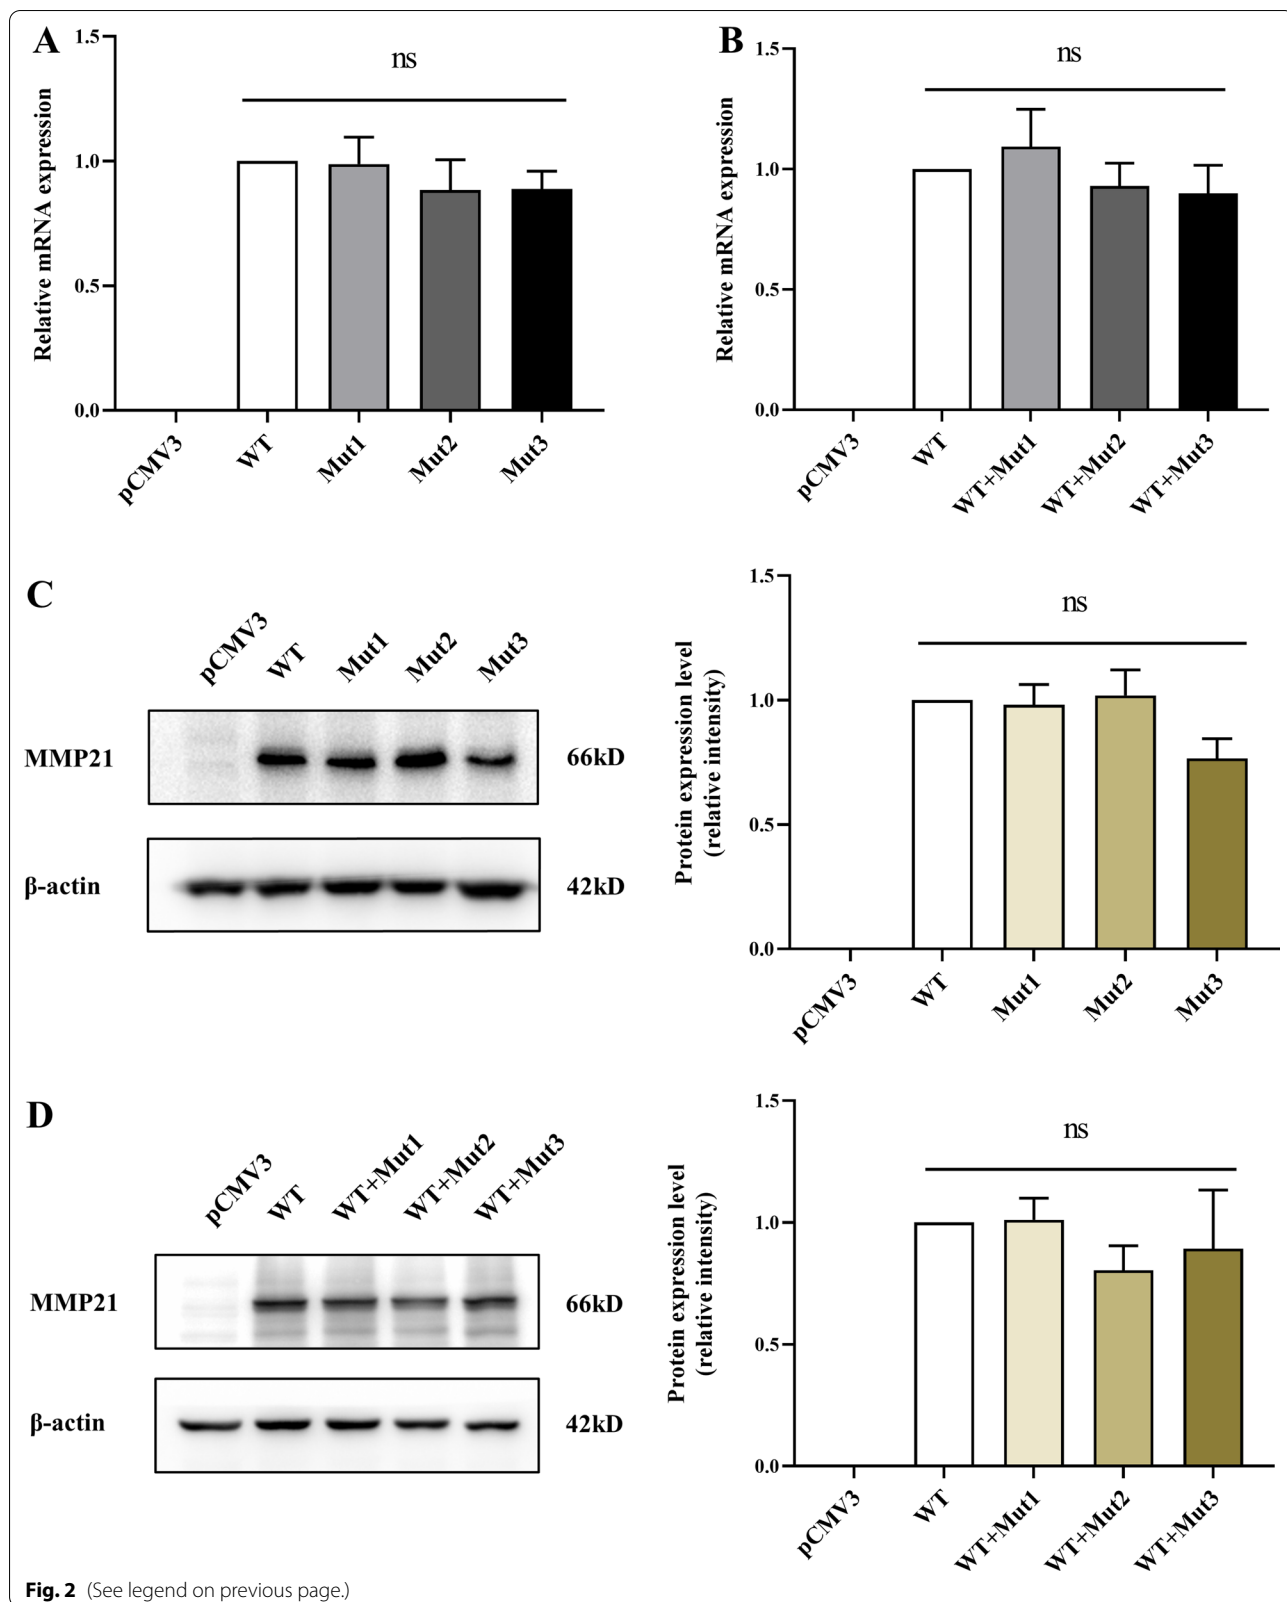 A
Relative mRNA expression
1.5
1.0
0.5
0.0
ns
pCMV3
WT
Mut1
Mut2
Mut3
B
Relative mRNA expression
1.5
1.0
0.5
0.0
ns
pCMV3
WT
WT+Mut1
WT+Mut2
WT+Mut3
C
pCMV3
WT
Mut1
Mut2
Mut3
MMP21
66kD
β-actin
42kD
Protein expression level
(relative intensity)
1.5
1.0
0.5
0.0
ns
pCMV3
WT
Mut1
Mut2
Mut3
D
pCMV3
WT
WT+Mut1
WT+Mut2
WT+Mut3
MMP21
66kD
β-actin
42kD
Protein expression level
(relative intensity)
1.5
1.0
0.5
0.0
ns
pCMV3
WT
WT+Mut1
WT+Mut2
WT+Mut3
Fig. 2 (See legend on previous page.)